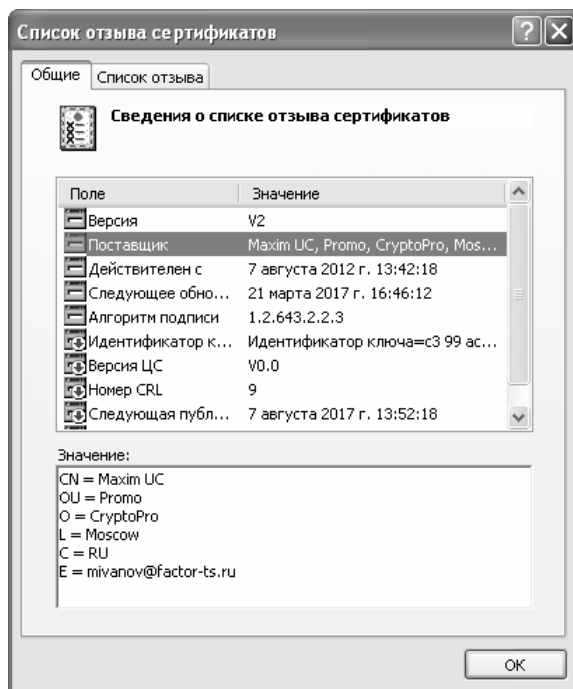 Список отзыва сертификатов
Общие Список отзыва
Сведения о списке отзыва сертификатов
Поле Значение
Версия V2
Поставщик Maxim UC, Promo, CryptoPro, Mos...
Действителен с 7 августа 2012 г. 13:42:18
Следующее обно... 21 марта 2017 г. 16:46:12
Алгоритм подписи 1.2.643.2.2.3
Идентификатор к... Идентификатор ключа=c3 99 ac...
Версия ЦС V0.0
Номер CRL 9
Следующая публ... 7 августа 2017 г. 13:52:18
Значение:
CN = Maxim UC
OU = Promo
O = CryptoPro
L = Moscow
C = RU
E = mivanov@factor-ts.ru
ОК